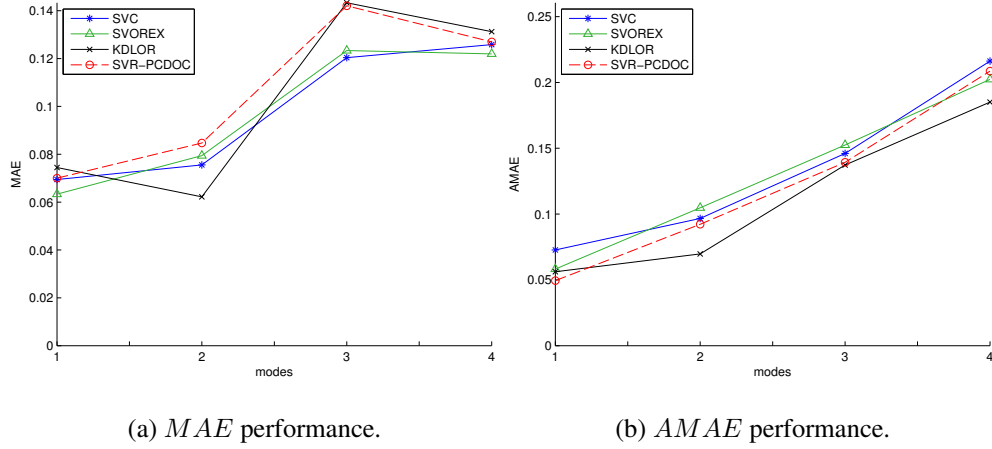 0.14
0.12
0.1
0.08
0.06
0.04
0.02
0
MAE
1
2
3
4
modes
SVC
SVOREX
KDLOR
SVR-PCDOC
(a) MAE performance.
0.25
0.2
0.15
0.1
0.05
0
AMAE
1
2
3
4
modes
SVC
SVOREX
KDLOR
SVR-PCDOC
(b) AMAE performance.